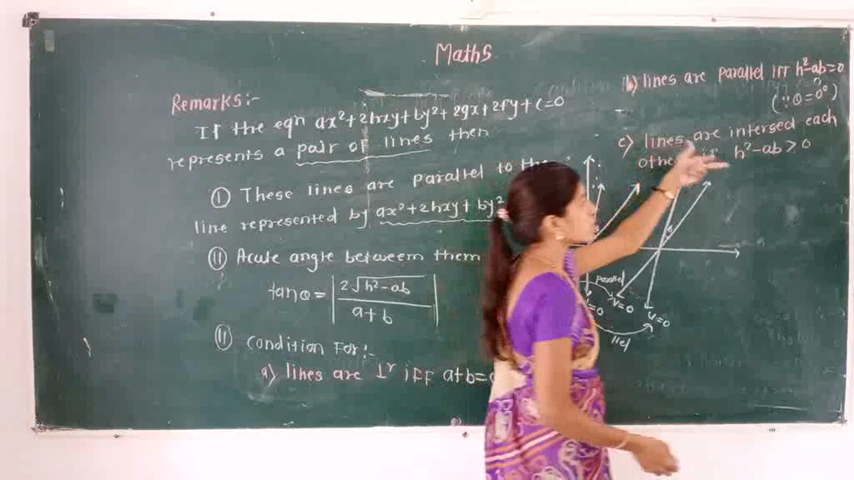 Maths
Remarks:-
If the eqn ax²+2hxy+by²+2gx+2fy+c=0
represents a pair of lines then
① These lines are parallel to the
line represented by ax²+2hxy+by²
⑪ Acute angle between them
tanθ = |2√h²-ab / a+b|
⑪ condition For:-
a) lines are ⊥r iff a+b=
b) lines are parallel iff h²-ab=0
(∵ θ=0°)
c) lines are intersed each
h²-ab>0
parallel
V=0
U=0
llel